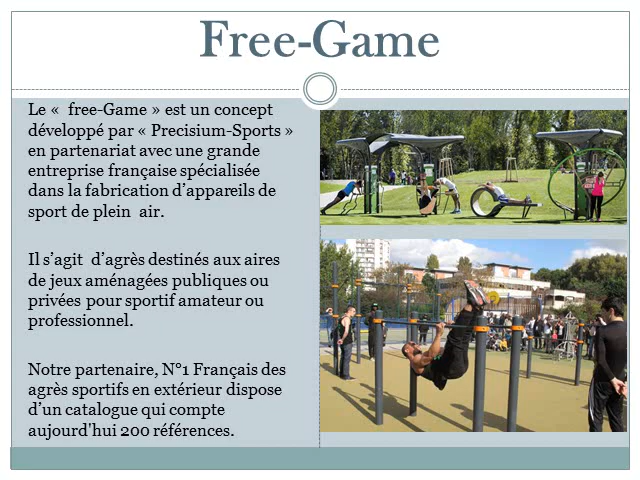 Free-Game
Le «  free-Game » est un concept
développé par « Precisium-Sports »
en partenariat avec une grande
entreprise française spécialisée
dans la fabrication d’appareils de
sport de plein  air.
Il s’agit  d’agrès destinés aux aires
de jeux aménagées publiques ou
privées pour sportif amateur ou
professionnel.
Notre partenaire, N°1 Français des
agrès sportifs en extérieur dispose
d’un catalogue qui compte
aujourd'hui 200 références.